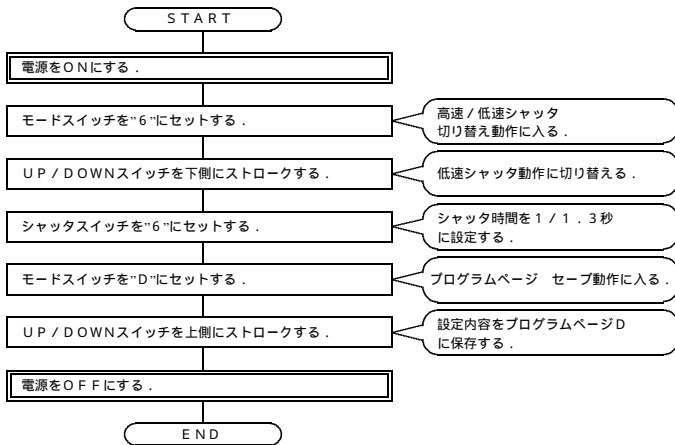 ＳＴＡＲＴ
電源をＯＮにする．
モードスイッチを”６”にセットする．
高速／低速シャッタ
切り替え動作に入る．
ＵＰ／ＤＯＷＮスイッチを下側にストロークする．
低速シャッタ動作に切り替える．
シャッタスイッチを”６”にセットする．
シャッタ時間を１／１．３秒
に設定する．
モードスイッチを”Ｄ”にセットする．
プログラムページ　セーブ動作に入る．
ＵＰ／ＤＯＷＮスイッチを上側にストロークする．
設定内容をプログラムページＤ
に保存する．
電源をＯＦＦにする．
ＥＮＤ